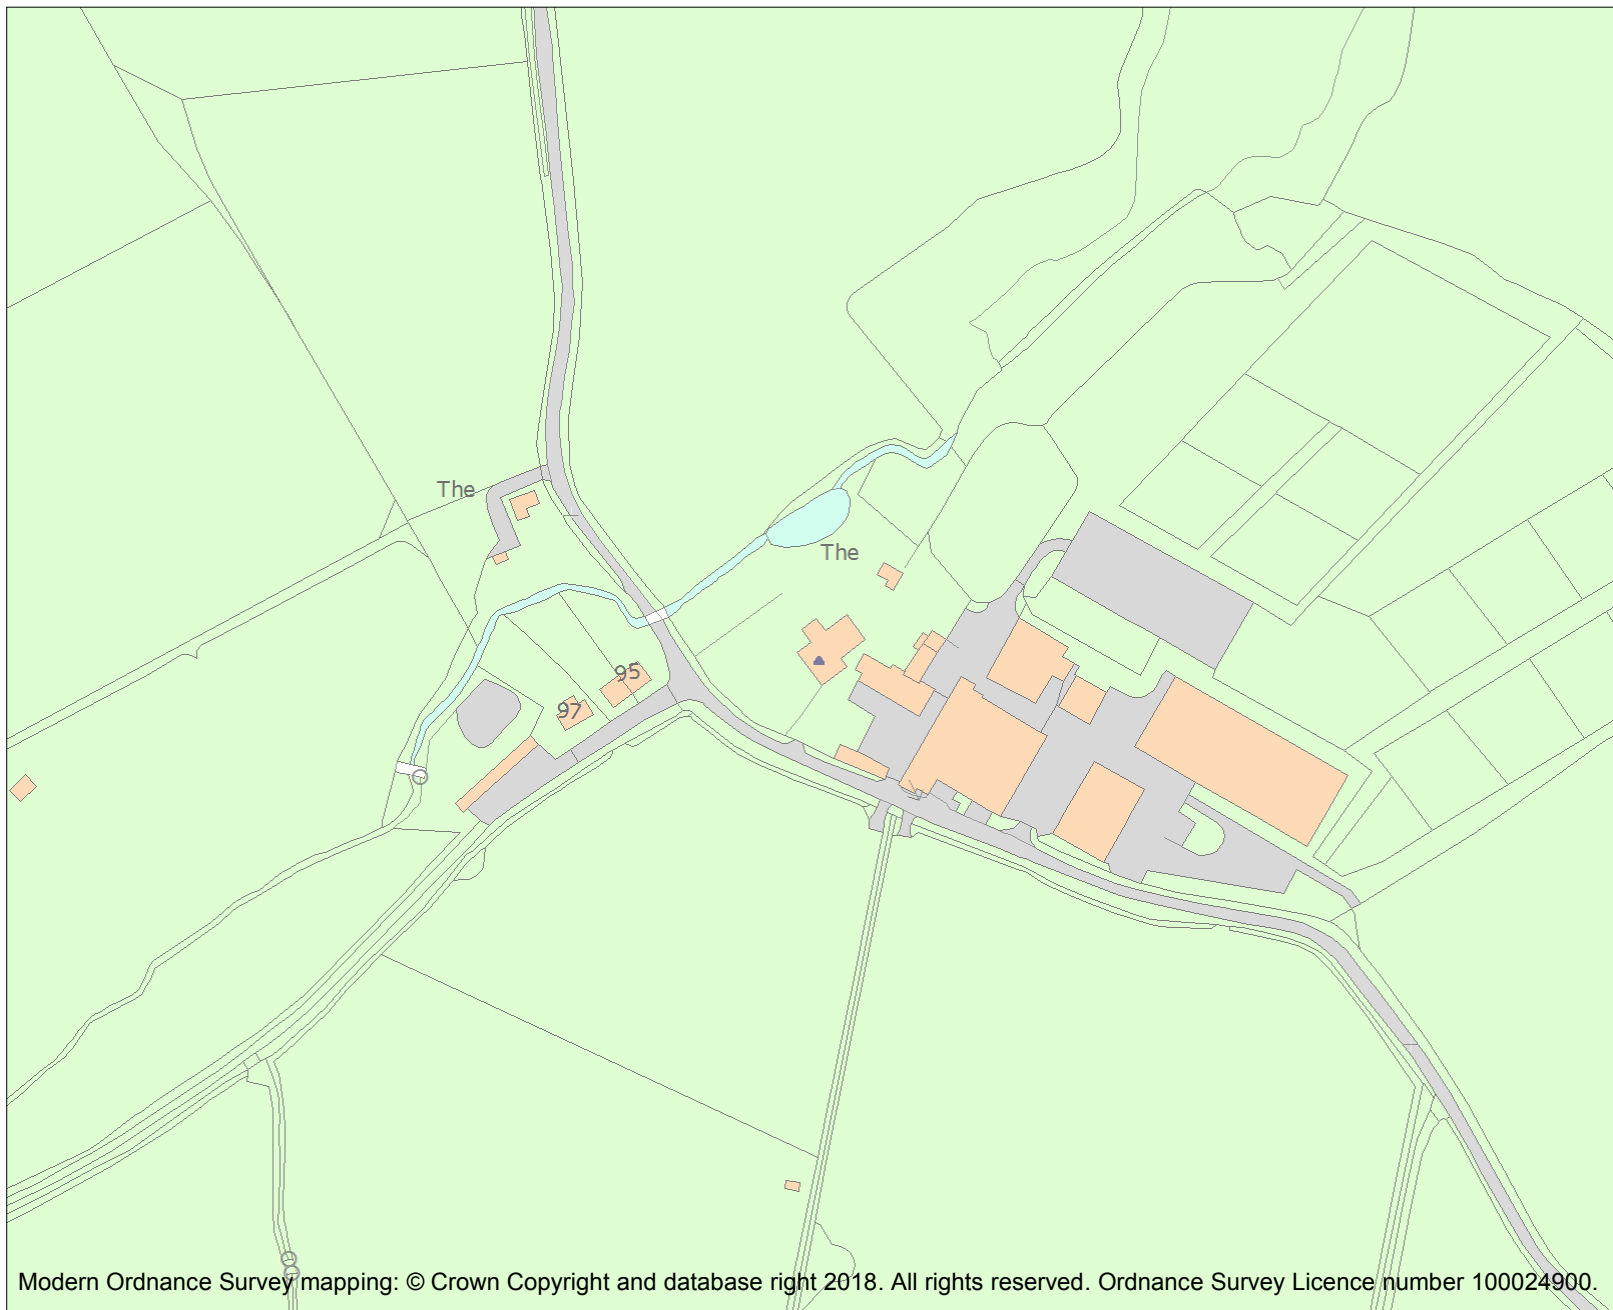 The
The
95
97
Modern Ordnance Survey mapping: © Crown Copyright and database right 2018. All rights reserved. Ordnance Survey Licence number 100024900.